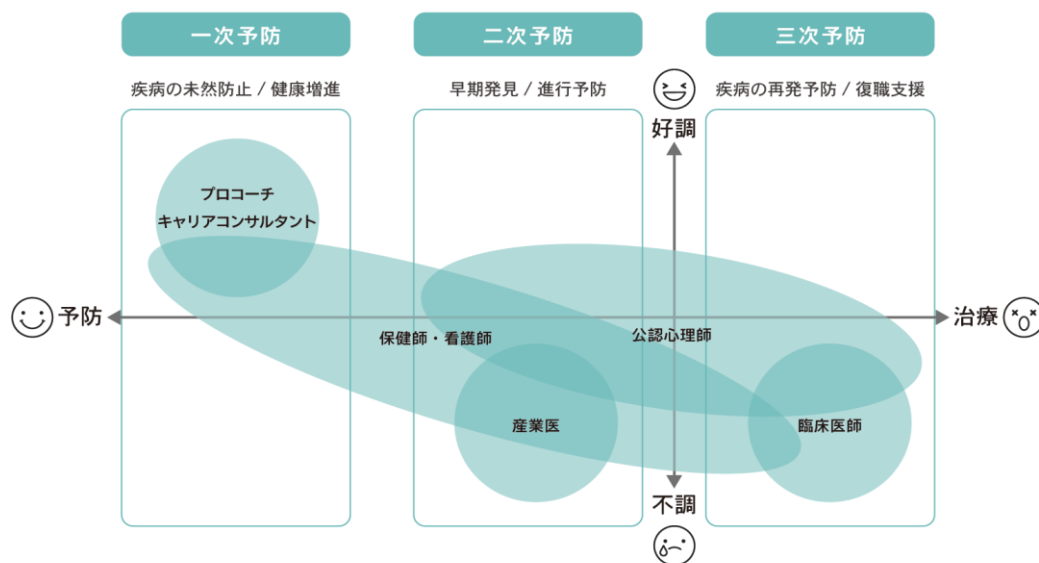 一次予防
二次予防
三次予防
疾病の未然防止 / 健康増進
早期発見 / 進行予防
疾病の再発予防 / 復職支援
好調
プロコーチ
キャリアコンサルタント
予防
治療
保健師・看護師
公認心理師
産業医
臨床医師
不調